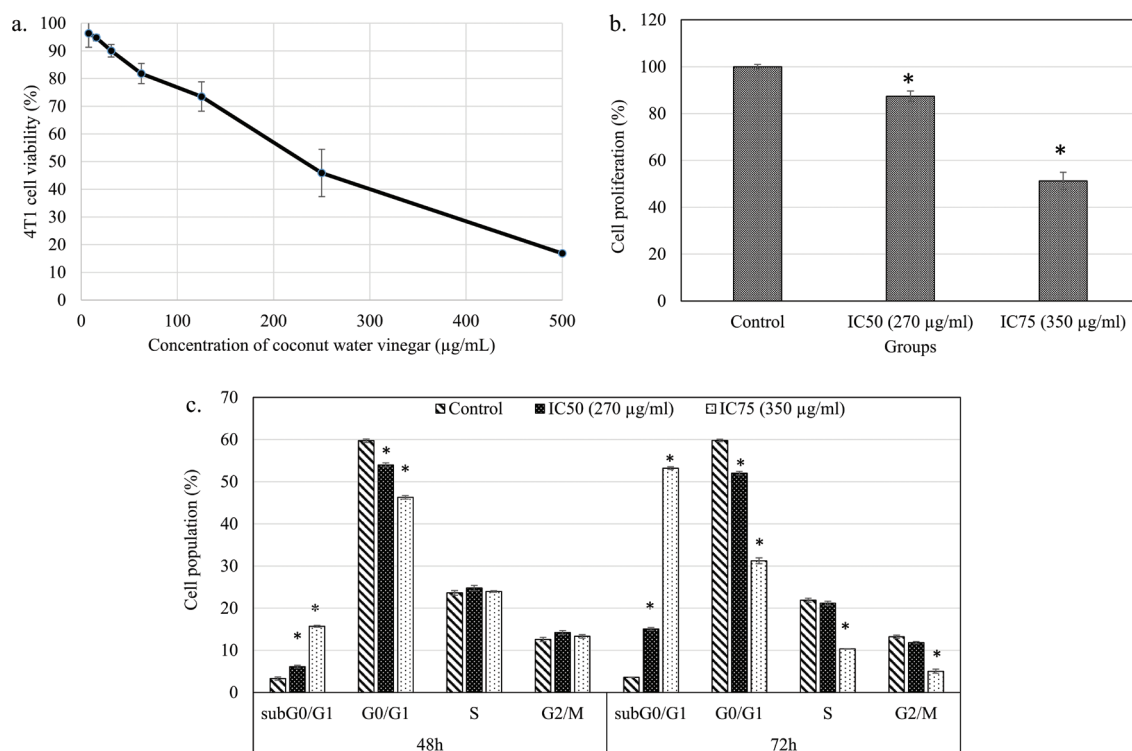 a.
100
90
80
70
60
50
40
30
20
10
0
4T1 cell viability (%)
0 100 200 300 400 500
Concentration of coconut water vinegar (µg/mL)
b.
120
100
80
60
40
20
0
Cell proliferation (%)
*
*
Control IC50 (270 µg/ml) IC75 (350 µg/ml)
Groups
c.
70
60
50
40
30
20
10
0
Cell population (%)
Control IC50 (270 µg/ml) IC75 (350 µg/ml)
* * * * * * * * * *
subG0/G1 G0/G1 S G2/M subG0/G1 G0/G1 S G2/M
48h 72h